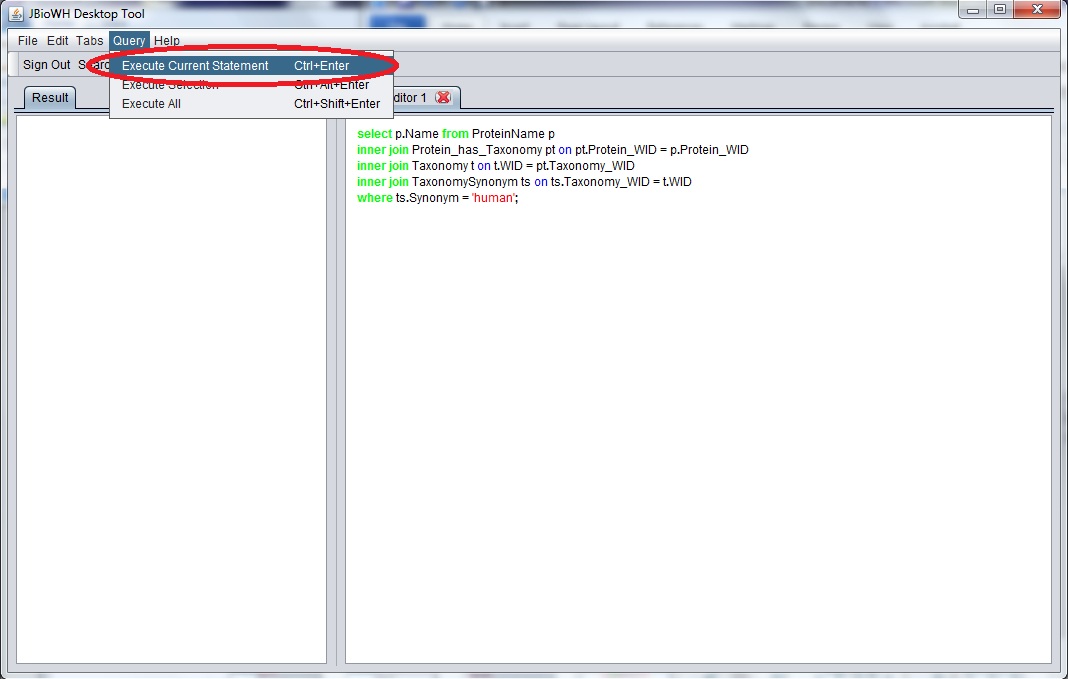 JBioWH Desktop Tool
File Edit Tabs Query Help
Sign Out
Execute Current Statement Ctrl+Enter
Execute Selection Ctrl+Alt+Enter
Execute All Ctrl+Shift+Enter
Result
ditor 1
select p.Name from ProteinName p
inner join Protein_has_Taxonomy pt on pt.Protein_WID = p.Protein_WID
inner join Taxonomy t on t.WID = pt.Taxonomy_WID
inner join TaxonomySynonym ts on ts.Taxonomy_WID = t.WID
where ts.Synonym = 'human';